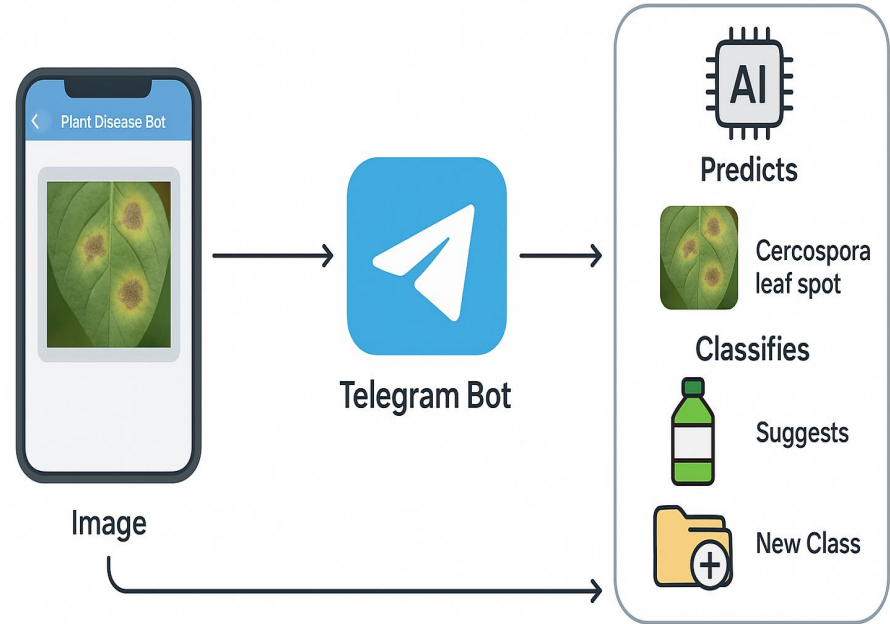 Plant Disease Bot
Image
Telegram Bot
AI
Predicts
Cercospora
leaf spot
Classifies
Suggests
New Class